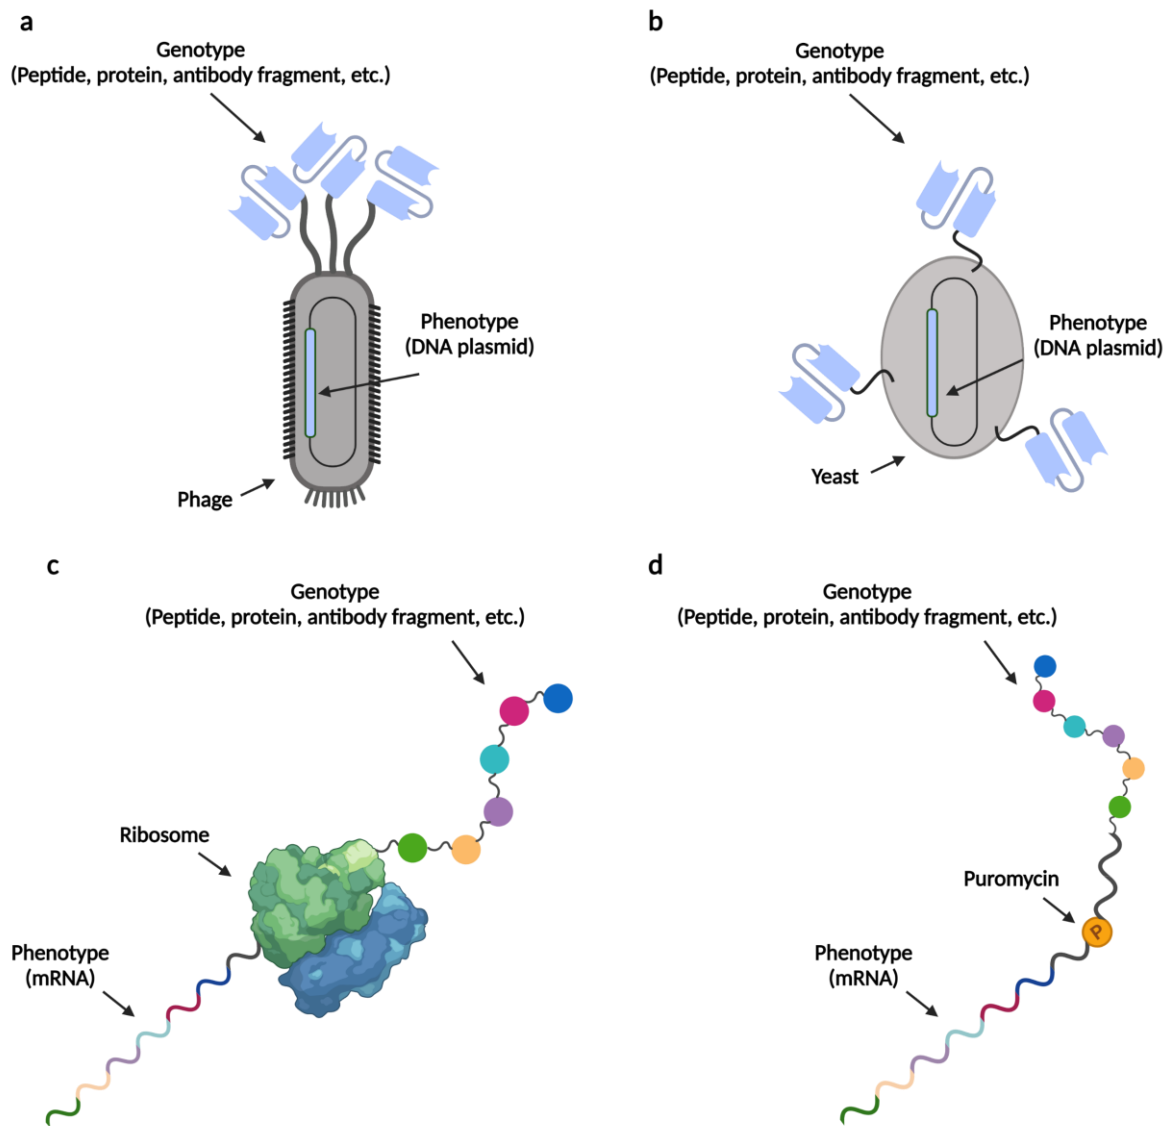 a
Genotype
(Peptide, protein, antibody fragment, etc.)
Phenotype
(DNA plasmid)
Phage
b
Genotype
(Peptide, protein, antibody fragment, etc.)
Phenotype
(DNA plasmid)
Yeast
c
Genotype
(Peptide, protein, antibody fragment, etc.)
Ribosome
Phenotype
(mRNA)
d
Genotype
(Peptide, protein, antibody fragment, etc.)
Puromycin
P
Phenotype
(mRNA)